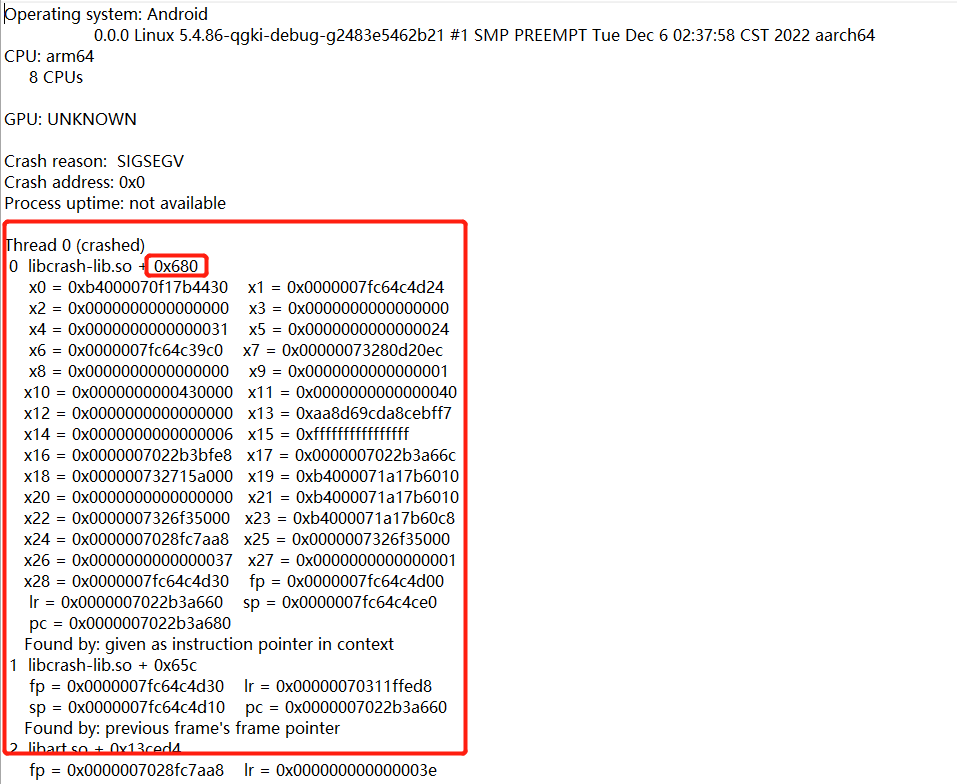 Operating system: Android
0.0.0 Linux 5.4.86-qgki-debug-g2483e5462b21 #1 SMP PREEMPT Tue Dec 6 02:37:58 CST 2022 aarch64
CPU: arm64
8 CPUs
GPU: UNKNOWN
Crash reason: SIGSEGV
Crash address: 0x0
Process uptime: not available
Thread 0 (crashed)
0 libcrash-lib.so + 0x680
x0 = 0xb4000070f17b4430 x1 = 0x0000007fc64c4d24
x2 = 0x0000000000000000 x3 = 0x0000000000000000
x4 = 0x0000000000000031 x5 = 0x0000000000000024
x6 = 0x0000007fc64c39c0 x7 = 0x00000073280d20ec
x8 = 0x0000000000000000 x9 = 0x0000000000000001
x10 = 0x0000000000430000 x11 = 0x0000000000000040
x12 = 0x0000000000000000 x13 = 0xaa8d69cda8cebff7
x14 = 0x0000000000000006 x15 = 0xffffffffffffffff
x16 = 0x0000007022b3bfe8 x17 = 0x0000007022b3a66c
x18 = 0x000000732715a000 x19 = 0xb4000071a17b6010
x20 = 0x0000000000000000 x21 = 0xb4000071a17b6010
x22 = 0x0000007326f35000 x23 = 0xb4000071a17b60c8
x24 = 0x0000007028fc7aa8 x25 = 0x0000007326f35000
x26 = 0x0000000000000037 x27 = 0x0000000000000001
x28 = 0x0000007fc64c4d30 fp = 0x0000007fc64c4d00
lr = 0x0000007022b3a660 sp = 0x0000007fc64c4ce0
pc = 0x0000007022b3a680
Found by: given as instruction pointer in context
1 libcrash-lib.so + 0x65c
fp = 0x0000007fc64c4d30 lr = 0x00000070311ffed8
sp = 0x0000007fc64c4d10 pc = 0x0000007022b3a660
Found by: previous frame's frame pointer
2 libart.so + 0x13ced4
fp = 0x0000007028fc7aa8 lr = 0x000000000000003e